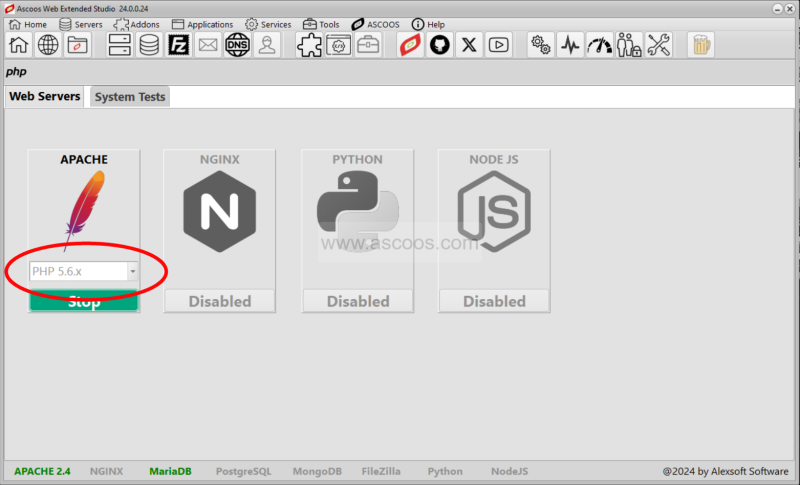 Ascoos Web Extended Studio 24.0.0.24
Home Servers Addons Applications Services Tools ASCOOS Help
FZ DNS X
php
Web Servers System Tests
APACHE NGINX PYTHON NODE JS
N JS
www.ascoos.com
PHP 5.6.x
Stop Disabled Disabled Disabled
APACHE 2.4 NGINX MariaDB PostgreSQL MongoDB FileZilla Python NodeJS @2024 by Alexsoft Software